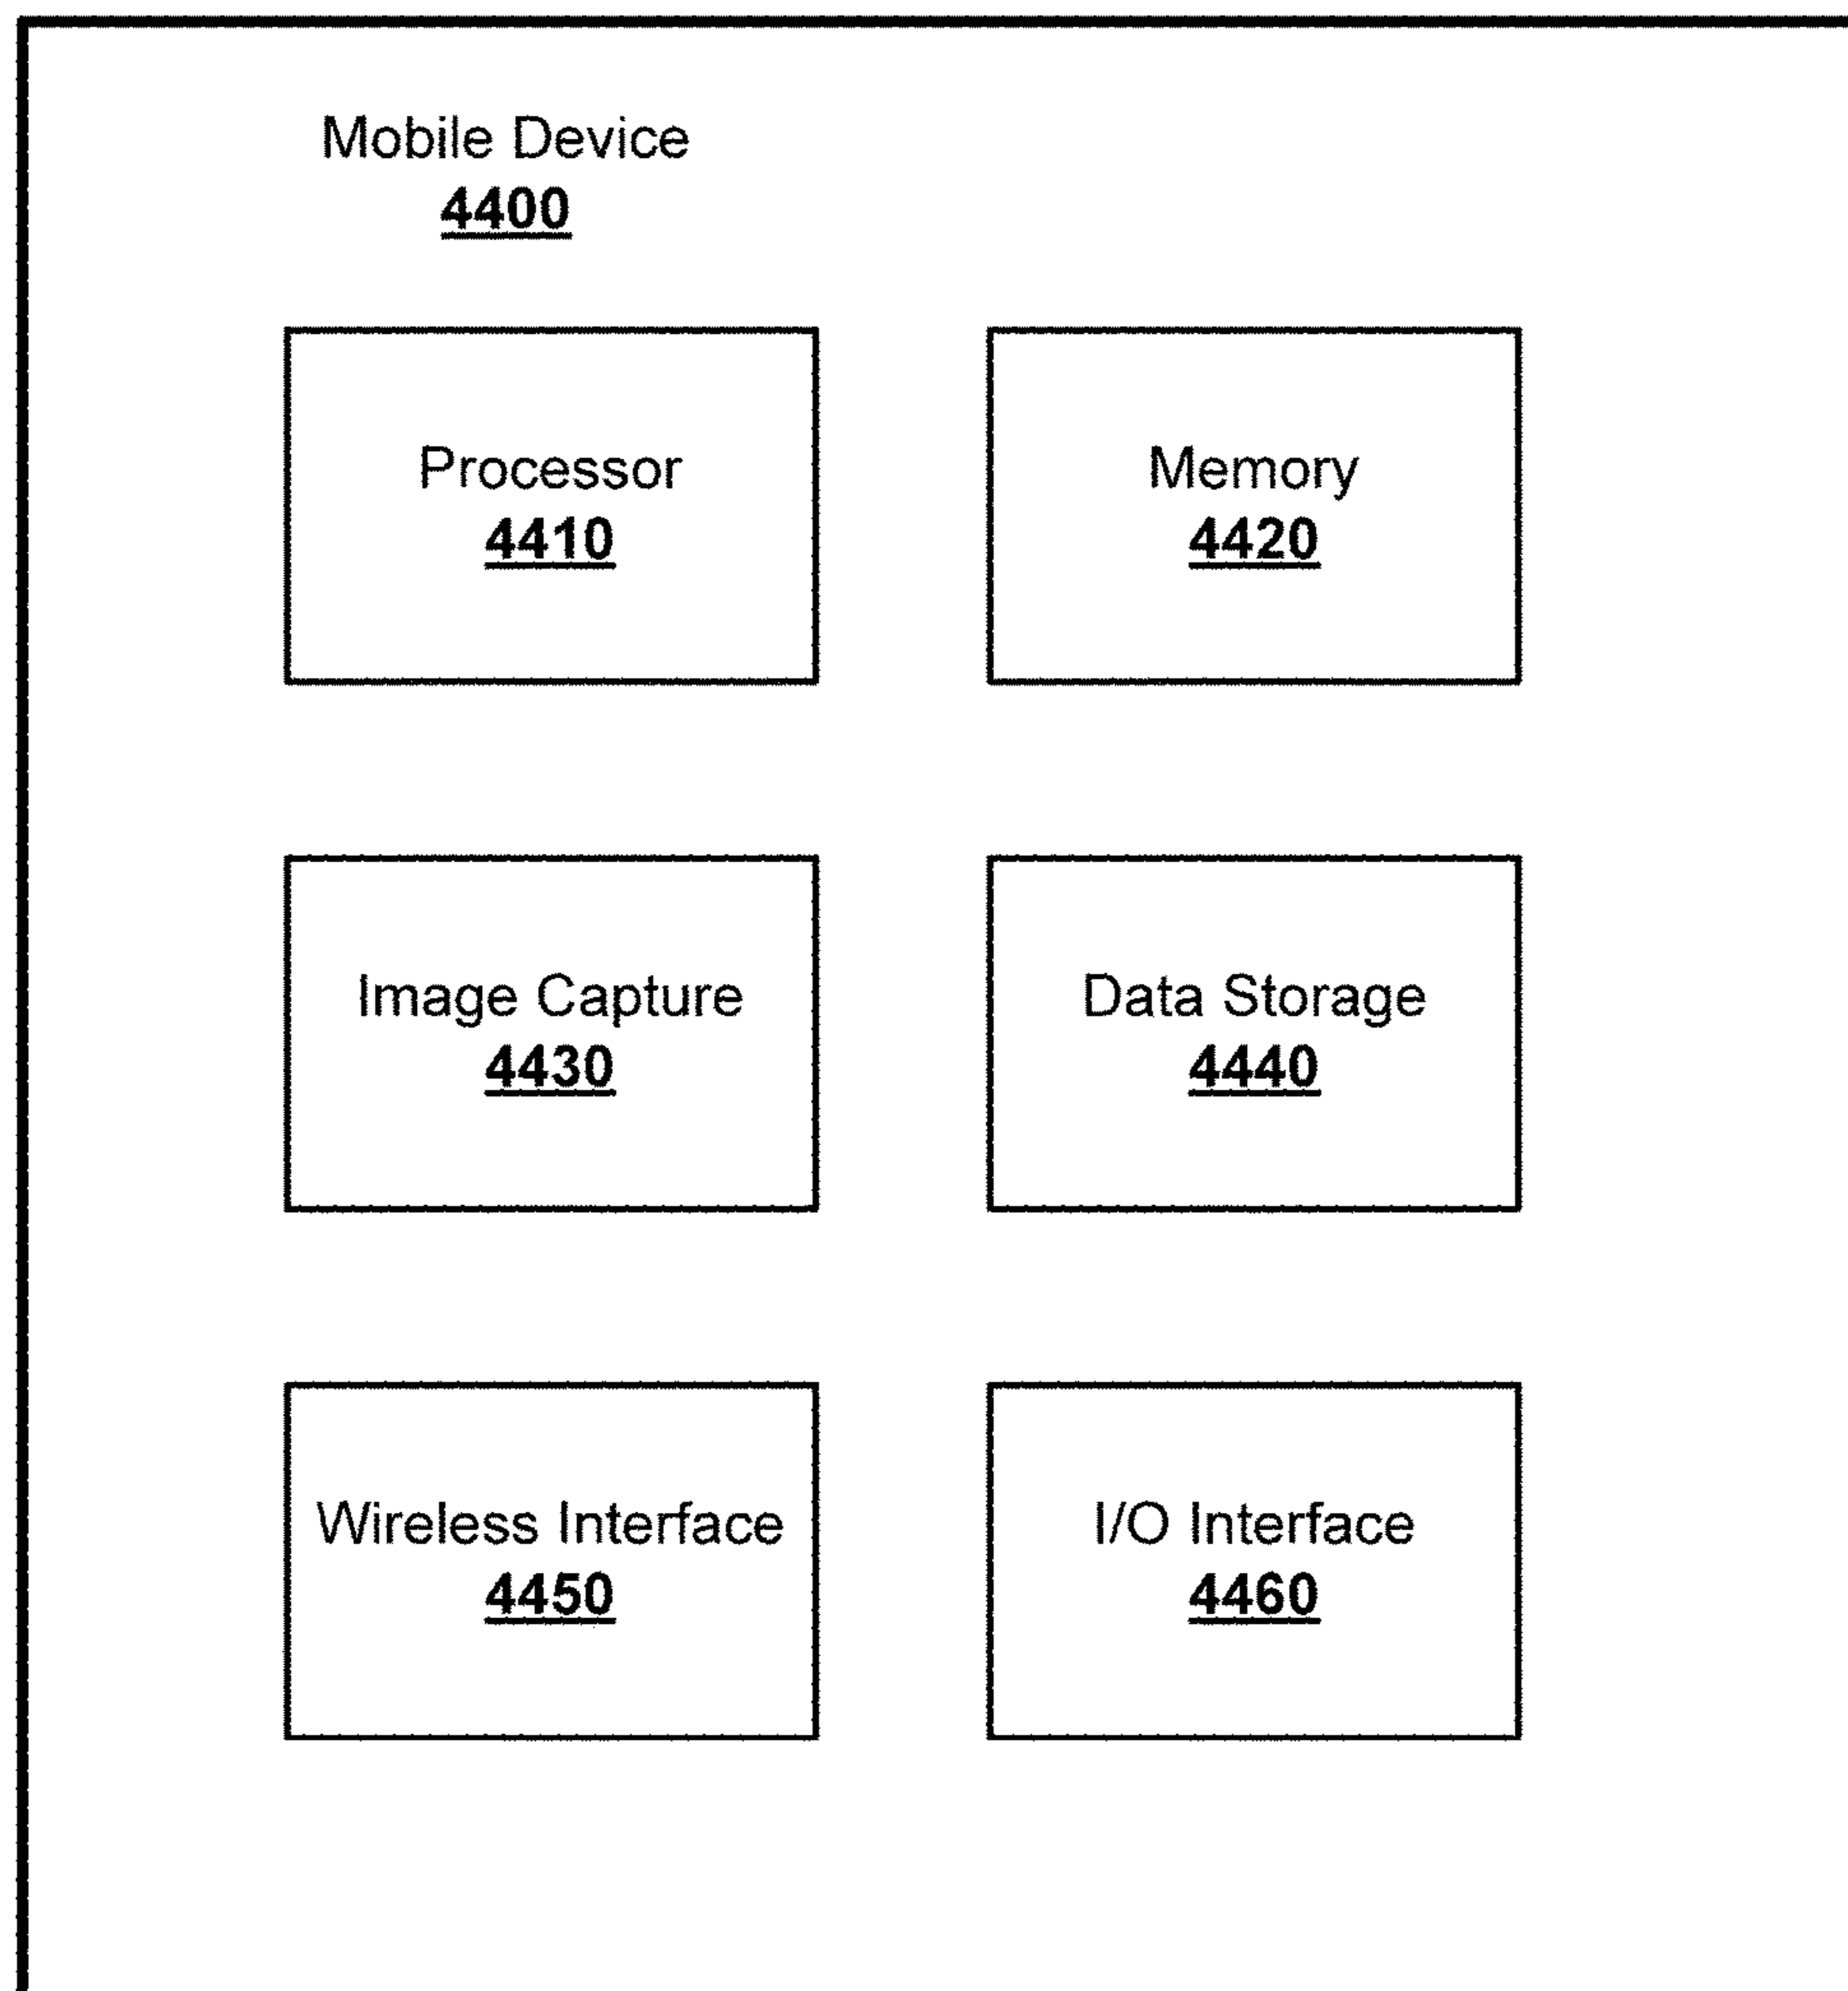 Mobile Device
4400
Processor
4410
Memory
4420
Image Capture
4430
Data Storage
4440
Wireless Interface
4450
I/O Interface
4460